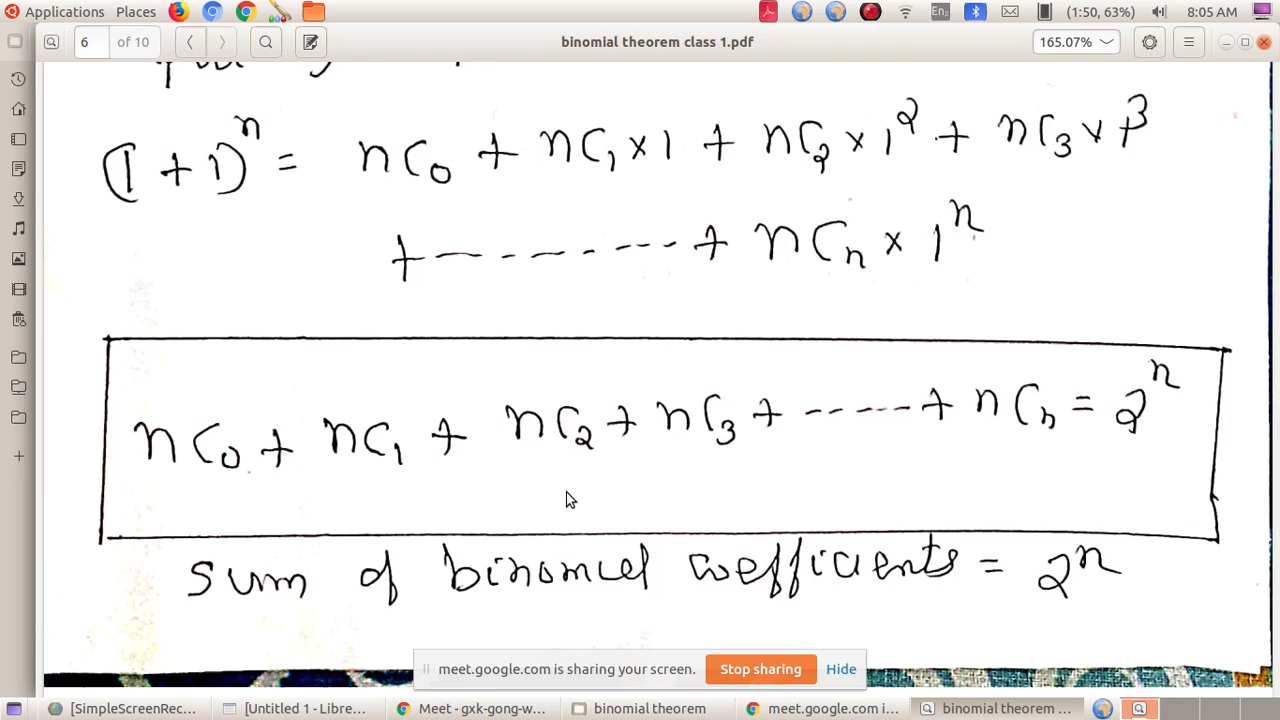 Applications Places En₂ (1:50, 63%) 8:05 AM
6 of 10 binomial theorem class 1.pdf 165.07%
(1 + 1)ⁿ = nC₀ + nC₁ × 1 + nC₂ × 1² + nC₃ × 1³
+ - - - - - - - + nCₙ × 1ⁿ
nC₀ + nC₁ + nC₂ + nC₃ + - - - - - + nCₙ = 2ⁿ
Sum of binomial coefficients = 2ⁿ
meet.google.com is sharing your screen. Stop sharing Hide
[SimpleScreenRec... [Untitled 1 - Libre... Meet - gxk-gong-w... binomial theorem meet.google.com i... binomial theorem ...